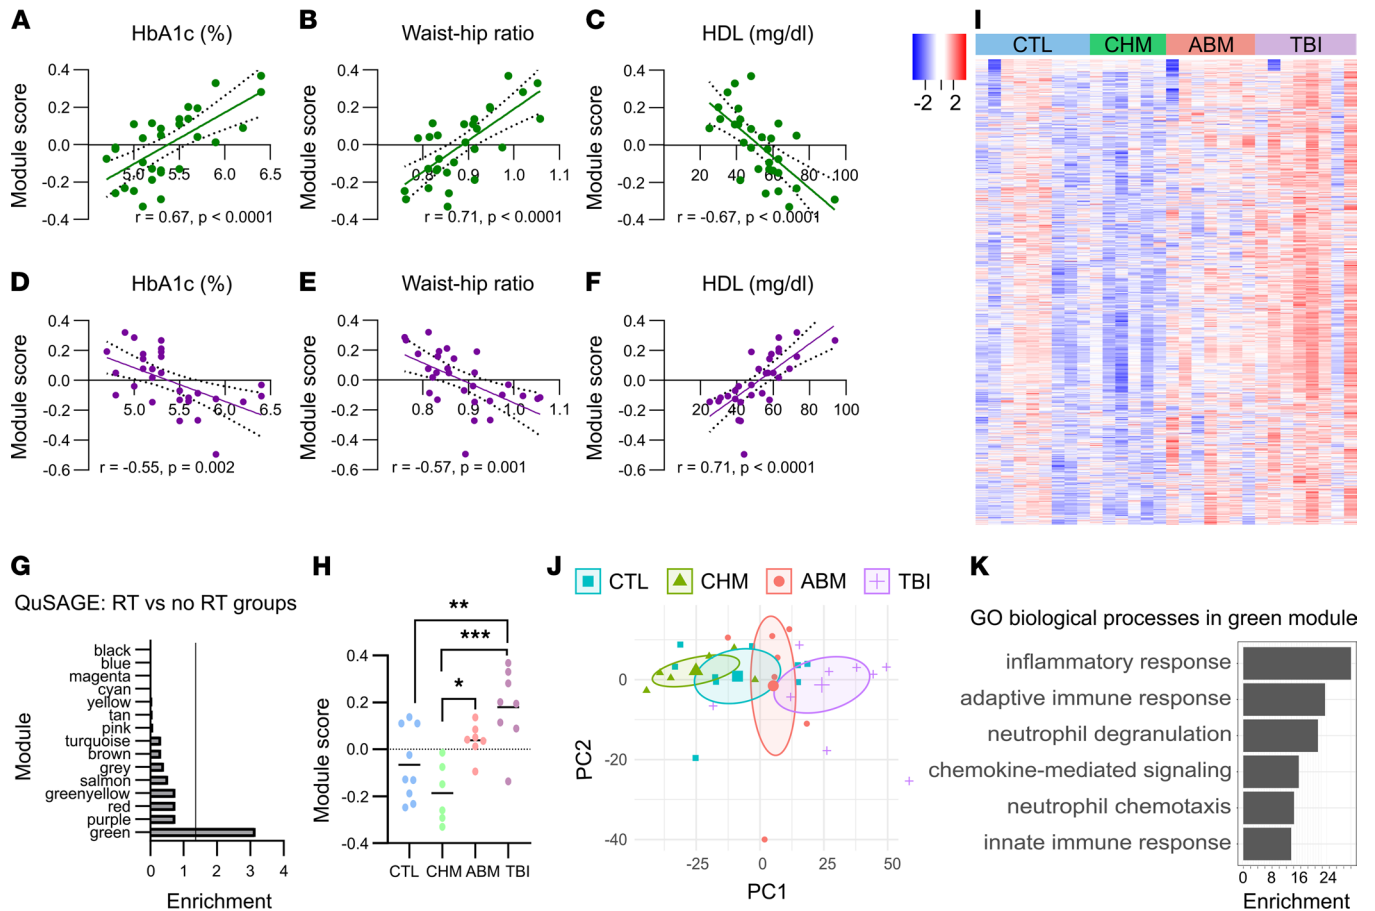 A
HbA1c (%)
Module score
0.4
0.2
0.0
-0.2
-0.4
5.0
5.5
6.0
6.5
r = 0.67, p < 0.0001
B
Waist-hip ratio
Module score
0.4
0.2
0.0
-0.2
-0.4
0.8
0.9
1.0
1.1
r = 0.71, p < 0.0001
C
HDL (mg/dl)
Module score
0.4
0.2
0.0
-0.2
-0.4
20
40
60
80
100
r = -0.67, p < 0.0001
D
HbA1c (%)
Module score
0.4
0.2
0.0
-0.2
-0.4
-0.6
5.0
5.5
6.0
6.5
r = -0.55, p = 0.002
E
Waist-hip ratio
Module score
0.4
0.2
0.0
-0.2
-0.4
-0.6
0.8
0.9
1.0
1.1
r = -0.57, p = 0.001
F
HDL (mg/dl)
Module score
0.4
0.2
0.0
-0.2
-0.4
-0.6
20
40
60
80
100
r = 0.71, p < 0.0001
I
-2 2
CTL CHM ABM TBI
G
QuSAGE: RT vs no RT groups
Module
black
blue
magenta
cyan
yellow
tan
pink
turquoise
brown
grey
salmon
greenyellow
red
purple
green
0 1 2 3 4
Enrichment
H
**
***
*
Module score
0.4
0.2
0.0
-0.2
-0.4
CTL CHM ABM TBI
J
CTL CHM ABM TBI
PC2
0
-20
-40
-25 0 25 50
PC1
K
GO biological processes in green module
inflammatory response
adaptive immune response
neutrophil degranulation
chemokine-mediated signaling
neutrophil chemotaxis
innate immune response
0 8 16 24
Enrichment